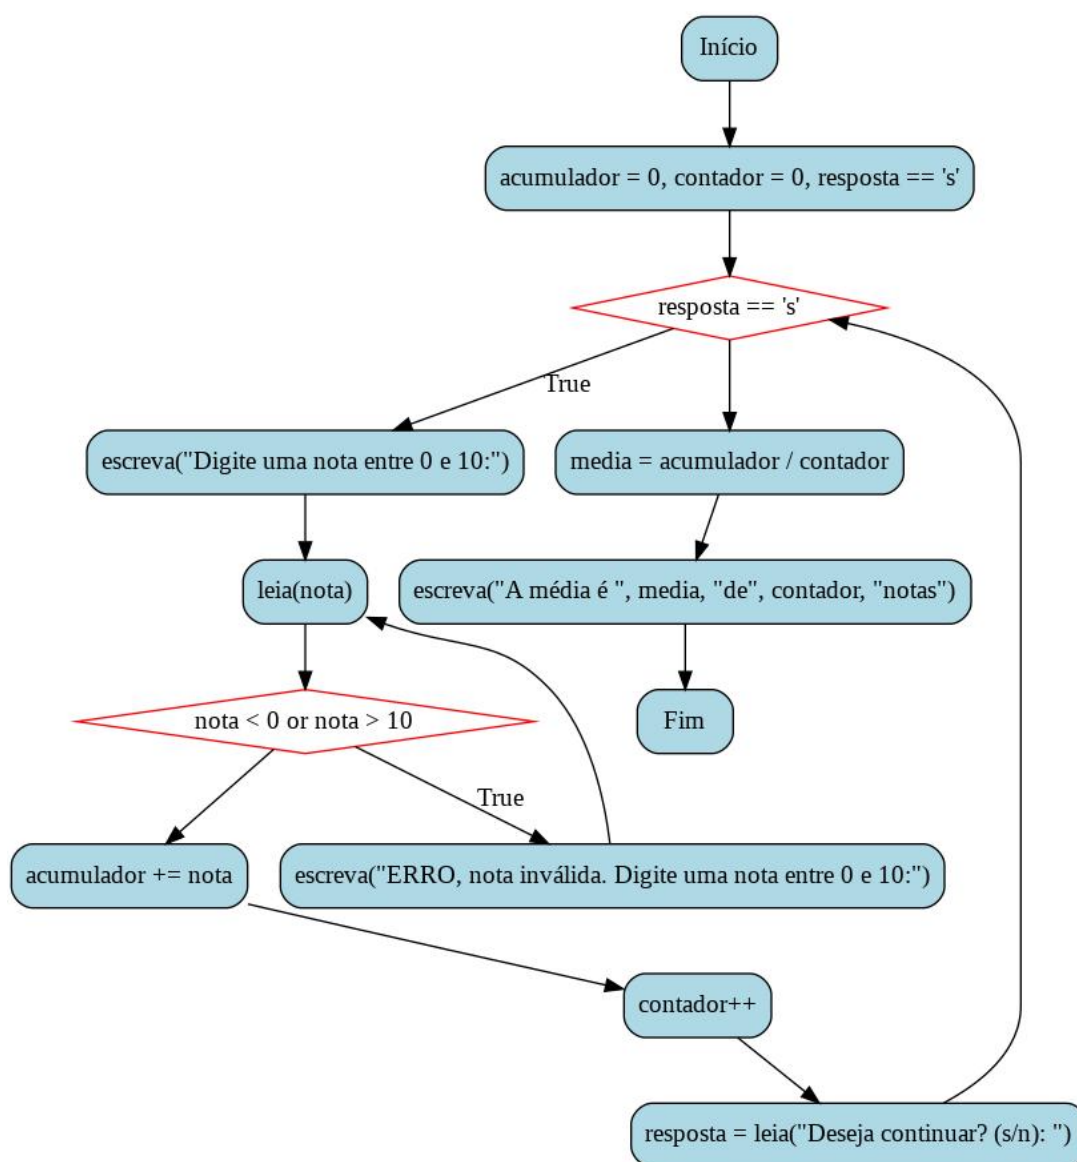 Início
acumulador = 0, contador = 0, resposta == 's'
resposta == 's'
True
escreva("Digite uma nota entre 0 e 10:")
media = acumulador / contador
leia(nota)
escreva("A média é ", media, "de", contador, "notas")
nota < 0 or nota > 10
Fim
True
acumulador += nota
escreva("ERRO, nota inválida. Digite uma nota entre 0 e 10:")
contador++
resposta = leia("Deseja continuar? (s/n): ")